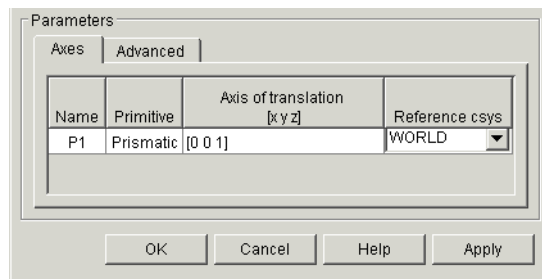 Parameters
Axes Advanced
Name Primitive Axis of translation [x y z] Reference csys
P1 Prismatic [0 0 1] WORLD
OK Cancel Help Apply